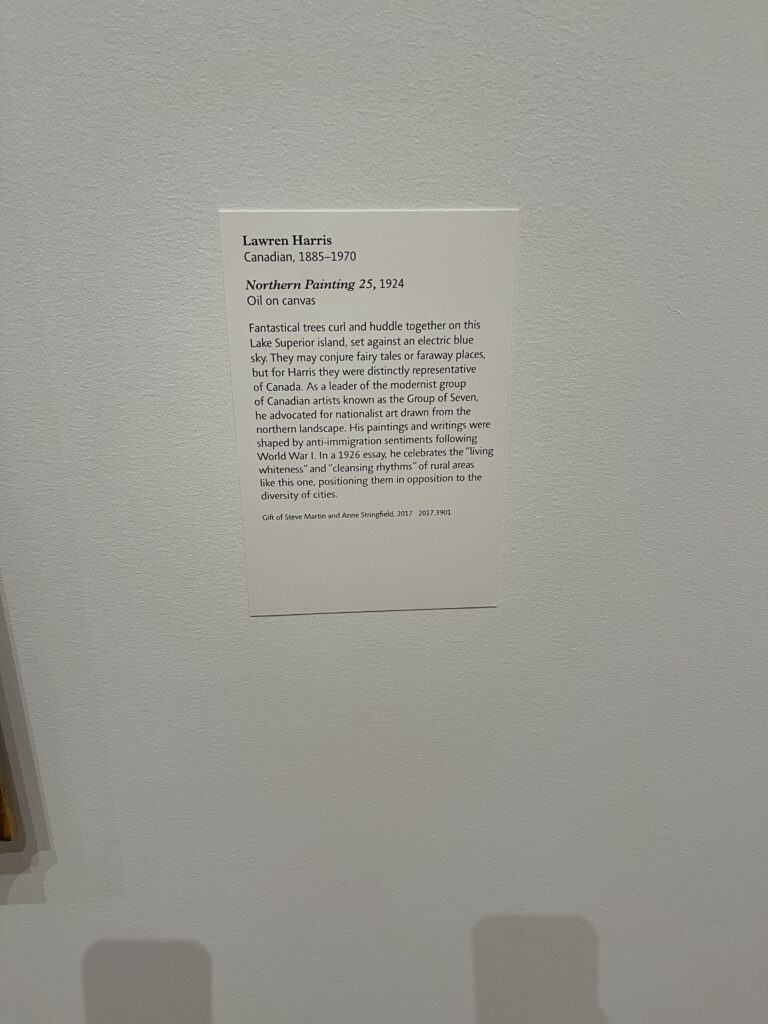 Lawren Harris
Canadian, 1885–1970
Northern Painting 25, 1924
Oil on canvas
Fantastical trees curl and huddle together on this
Lake Superior island, set against an electric blue
sky. They may conjure fairy tales or faraway places,
but for Harris they were distinctly representative
of Canada. As a leader of the modernist group
of Canadian artists known as the Group of Seven,
he advocated for nationalist art drawn from the
northern landscape. His paintings and writings were
shaped by anti-immigration sentiments following
World War I. In a 1926 essay, he celebrates the “living
whiteness” and “cleansing rhythms” of rural areas
like this one, positioning them in opposition to the
diversity of cities.
Gift of Steve Martin and Anne Stringfield, 2017 2017.3901